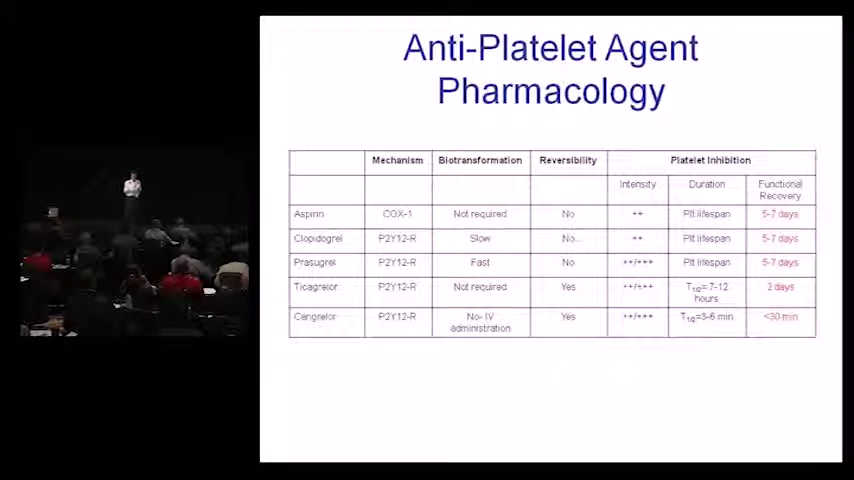 Anti-Platelet Agent
Pharmacology
Mechanism Biotransformation Reversibility Platelet Inhibition
Intensity Duration Functional Recovery
Aspirin COX-1 Not required No ++ Plt lifespan 5-7 days
Clopidogrel P2Y12-R Slow No ++ Plt lifespan 5-7 days
Prasugrel P2Y12-R Fast No ++/+++ Plt lifespan 5-7 days
Ticagrelor P2Y12-R Not required Yes ++/+++ T1/2= 7-12 hours 2 days
Cangrelor P2Y12-R No- IV administration Yes ++/+++ T1/2=3-6 min <30 min